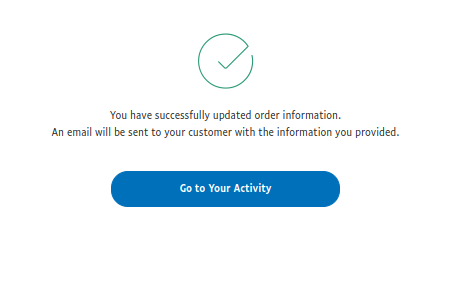 You have successfully updated order information.
An email will be sent to your customer with the information you provided.
Go to Your Activity